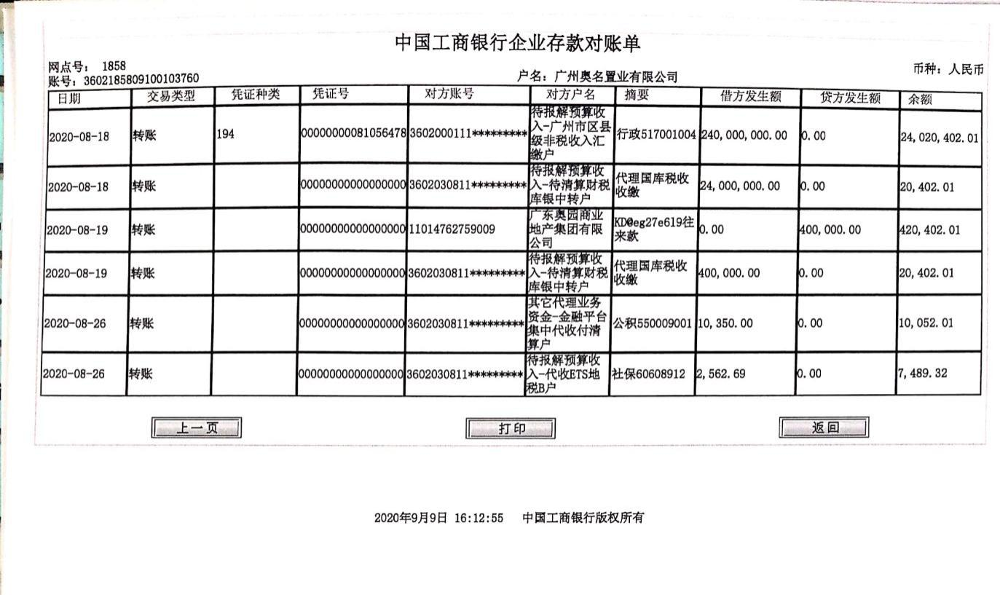 中国工商银行企业存款对账单
网点号： 1858
账号：3602185809100103760
户名：广州奥名置业有限公司
币种：人民币
日期 交易类型 凭证种类 凭证号 对方账号 对方户名 摘要 借方发生额 贷方发生额 余额
2020-08-18 转账 194 00000000081056478 3602000111********* 待报解预算收入-广州市区县级非税收入汇缴户 行政517001004 240,000,000.00 0.00 24,020,402.01
2020-08-18 转账 00000000000000000 3602030811********* 待报解预算收入-待清算财税库银中转户 代理国库税收收缴 24,000,000.00 0.00 20,402.01
2020-08-19 转账 00000000000000000 11014762759009 广东奥园商业地产集团有限公司 KD@eg27e619往来款 0.00 400,000.00 420,402.01
2020-08-19 转账 00000000000000000 3602030811********* 待报解预算收入-待清算财税库银中转户 代理国库税收收缴 400,000.00 0.00 20,402.01
2020-08-26 转账 00000000000000000 3602030811********* 其它代理业务资金-金融平台集中代收付清算户 公积550009001 10,350.00 0.00 10,052.01
2020-08-26 转账 00000000000000000 3602030811********* 待报解预算收入-代收ETS地税B户 社保60608912 2,562.69 0.00 7,489.32
上一页 打印 返回
2020年9月9日 16:12:55 中国工商银行版权所有